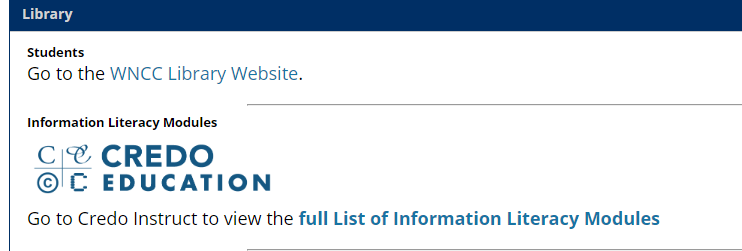 Library
Students
Go to the WNCC Library Website.
Information Literacy Modules
CREDO
EDUCATION
Go to Credo Instruct to view the full List of Information Literacy Modules